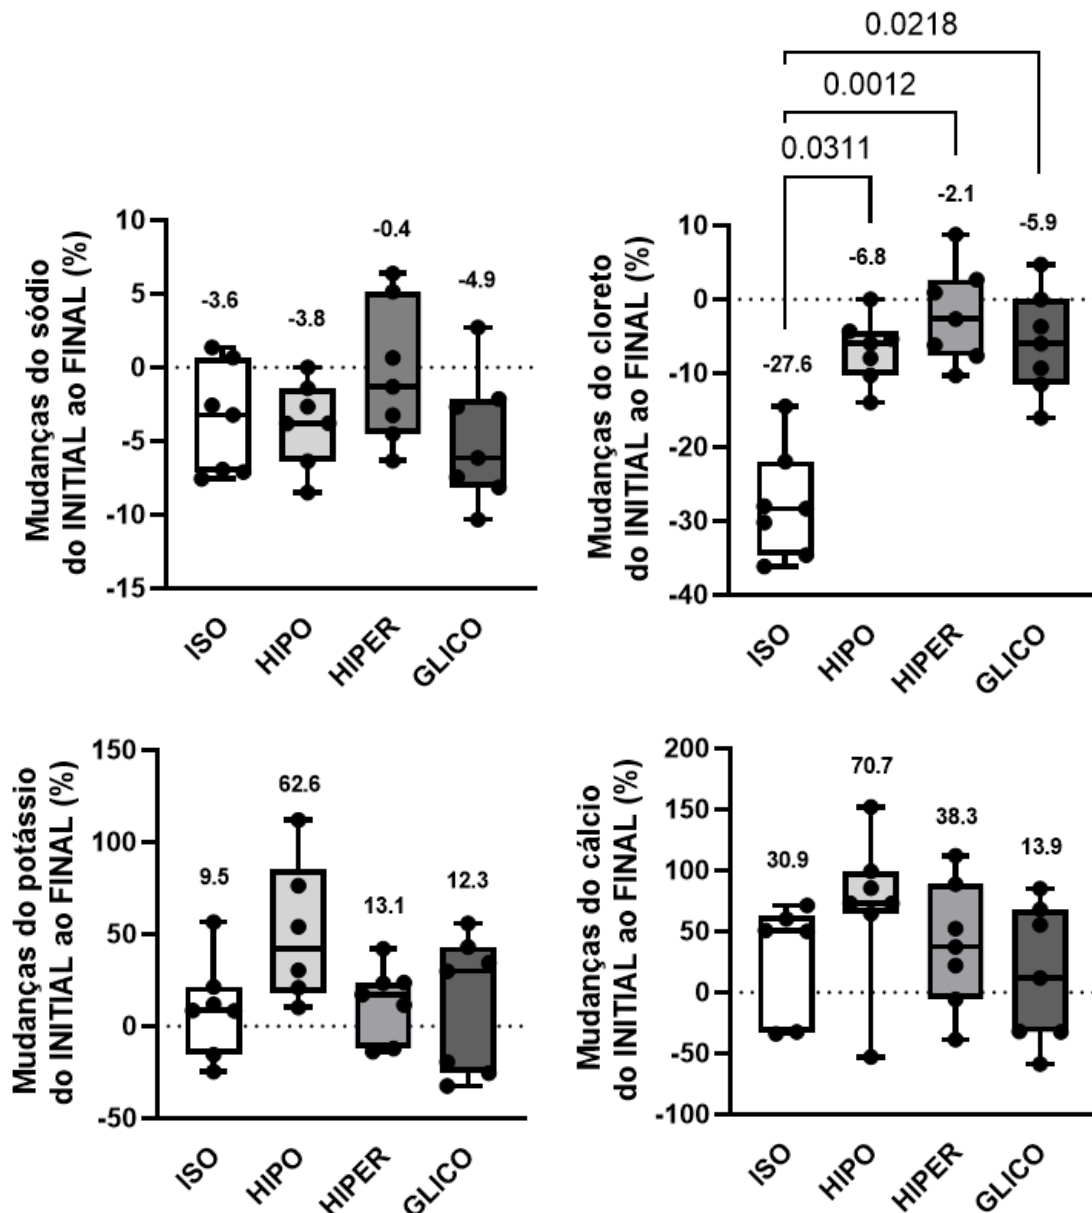 Mudanças do sódio
do INITIAL ao FINAL (%)
10
5
0
-5
-10
-15
-3.6
-3.8
-0.4
-4.9
ISO
HIPO
HIPER
GLICO
0.0218
0.0012
0.0311
Mudanças do cloreto
do INITIAL ao FINAL (%)
10
0
-10
-20
-30
-40
-27.6
-6.8
-2.1
-5.9
ISO
HIPO
HIPER
GLICO
Mudanças do potássio
do INITIAL ao FINAL (%)
150
100
50
0
-50
9.5
62.6
13.1
12.3
ISO
HIPO
HIPER
GLICO
Mudanças do cálcio
do INITIAL ao FINAL (%)
200
150
100
50
0
-50
-100
30.9
70.7
38.3
13.9
ISO
HIPO
HIPER
GLICO